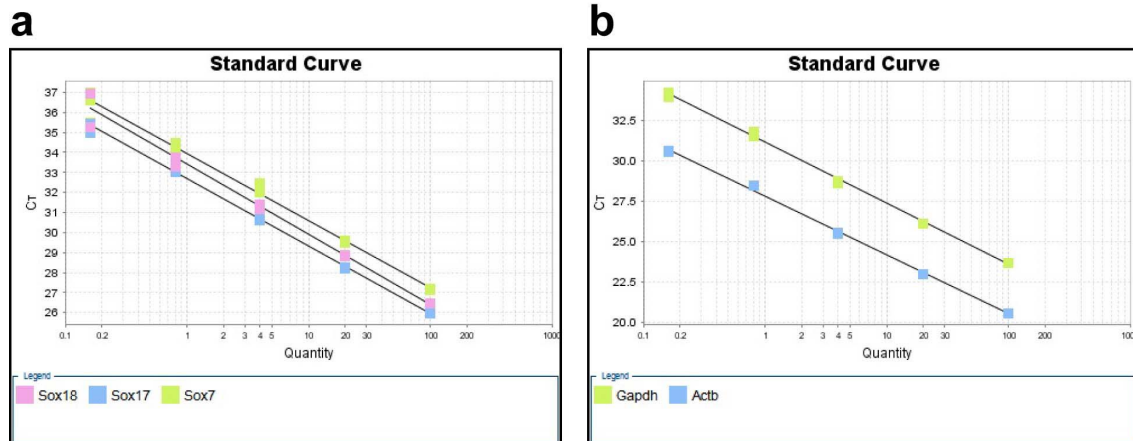 a
Standard Curve
37
36
35
34
33
32
31
30
29
28
27
26
CT
0.1 0.2 1 2 3 4 5 10 20 30 100 200 1000
Quantity
Legend
Sox18 Sox17 Sox7
b
Standard Curve
32.5
30.0
27.5
25.0
22.5
20.0
CT
0.1 0.2 1 2 3 4 5 10 20 30 100 200 100
Quantity
Legend
Gapdh Actb